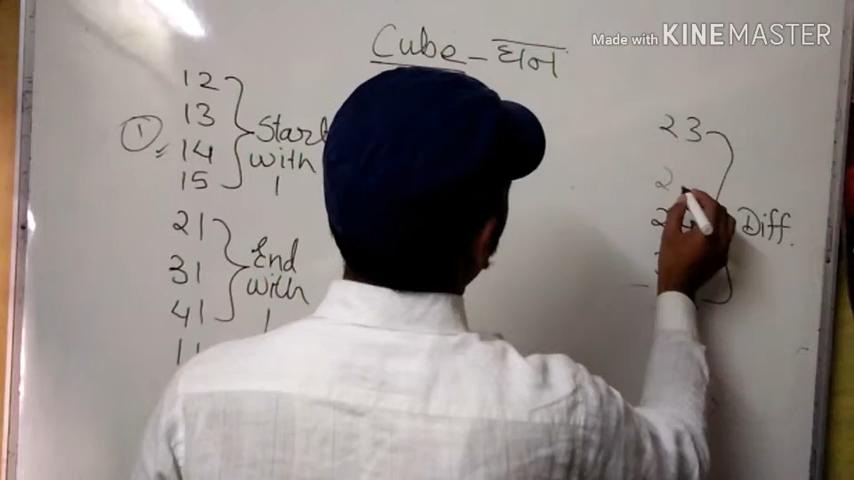 Made with KINEMASTER
Cube - घन
① 12
13
14
15
Start
with
1
21
31
41
11
End
with
1
23
2
2
Diff.